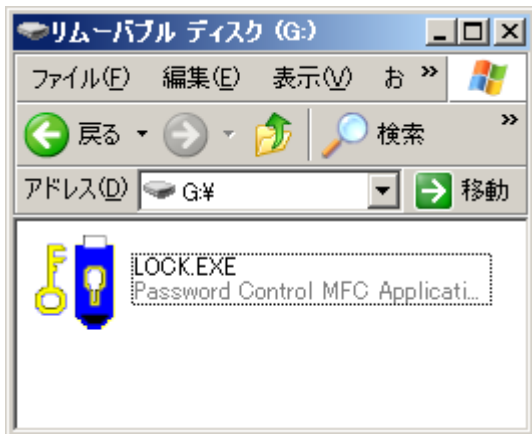 リムーバブル ディスク (G:)
ファイル(F) 編集(E) 表示(V) お »
戻る 検索 »
アドレス(D) G:¥ 移動
LOCK.EXE
Password Control MFC Applicati...